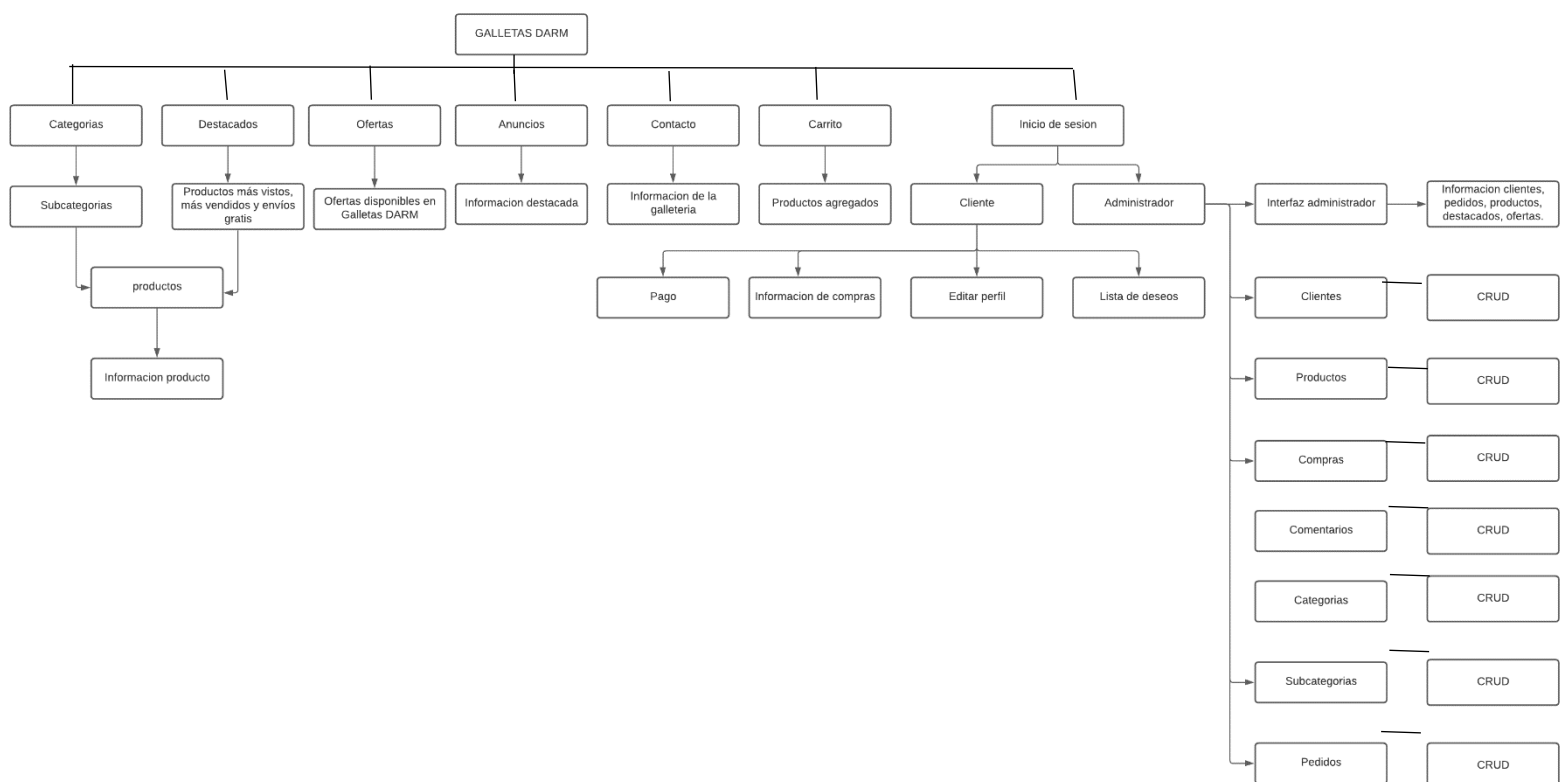 GALLETAS DARM
Categorias
Destacados
Ofertas
Anuncios
Contacto
Carrito
Inicio de sesion
Subcategorias
Productos más vistos,
más vendidos y envíos
gratis
Ofertas disponibles en
Galletas DARM
Informacion destacada
Informacion de la
galleteria
Productos agregados
Cliente
Administrador
Interfaz administrador
Informacion clientes,
pedidos, productos,
destacados, ofertas.
productos
Pago
Informacion de compras
Editar perfil
Lista de deseos
Clientes
CRUD
Informacion producto
Productos
CRUD
Compras
CRUD
Comentarios
CRUD
Categorias
CRUD
Subcategorias
CRUD
Pedidos
CRUD